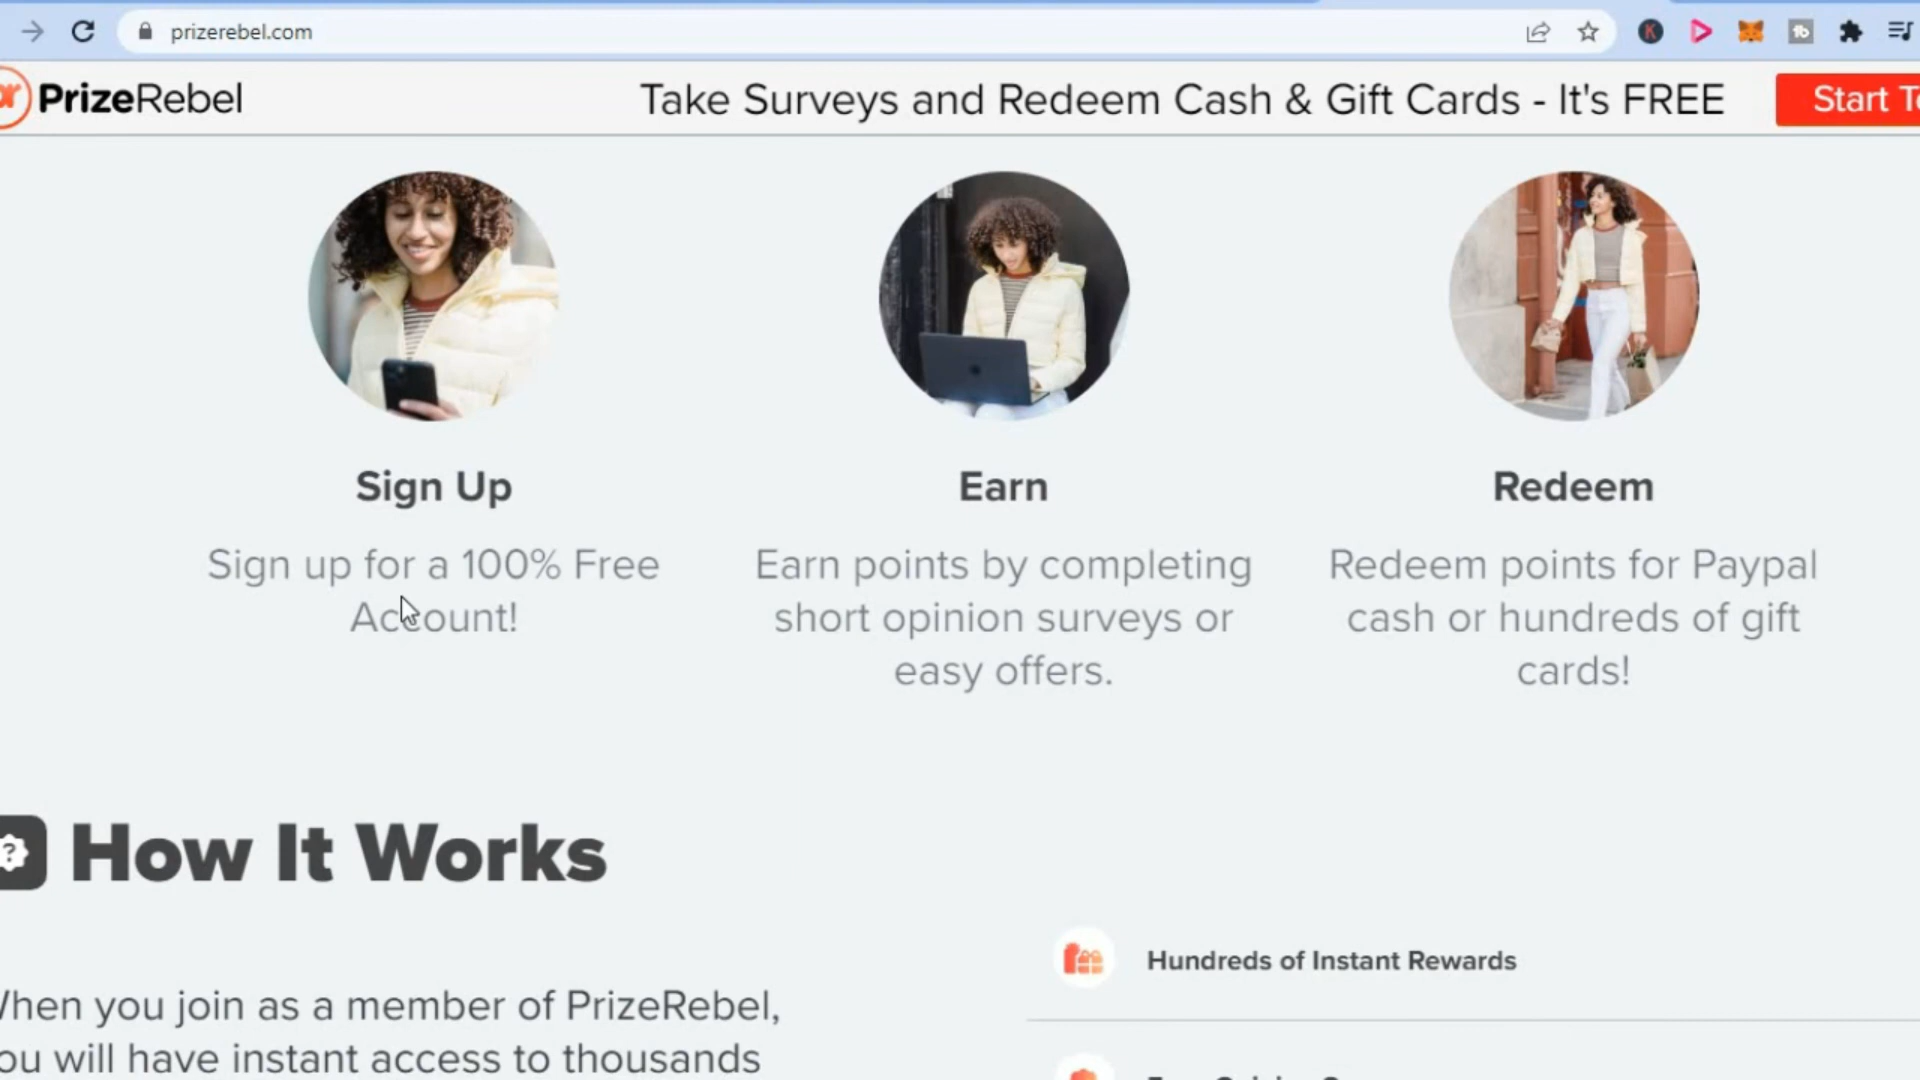 prizerebel.com
PrizeRebel
Take Surveys and Redeem Cash & Gift Cards - It's FREE
Start
Sign Up
Earn
Redeem
Sign up for a 100% Free
Account!
Earn points by completing
short opinion surveys or
easy offers.
Redeem points for Paypal
cash or hundreds of gift
cards!
How It Works
Hundreds of Instant Rewards
When you join as a member of PrizeRebel,
you will have instant access to thousands